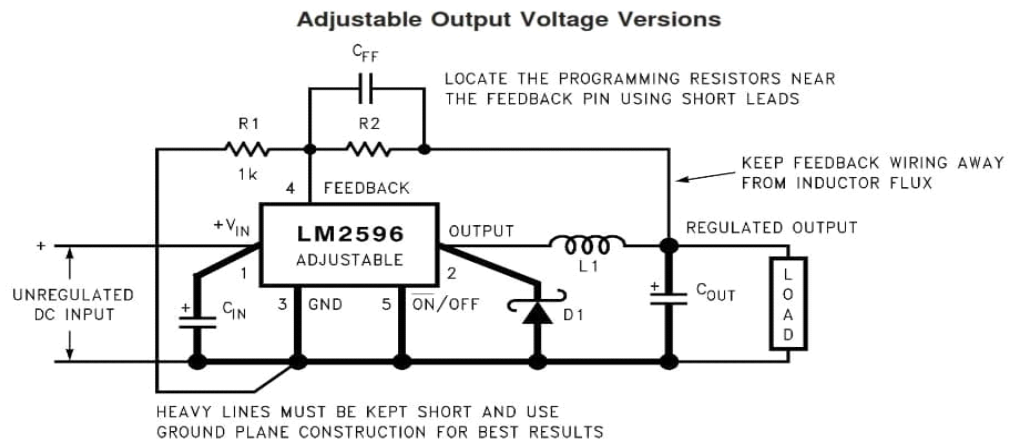 Adjustable Output Voltage Versions
CFF
LOCATE THE PROGRAMMING RESISTORS NEAR
THE FEEDBACK PIN USING SHORT LEADS
R1
R2
1k
KEEP FEEDBACK WIRING AWAY
FROM INDUCTOR FLUX
4 FEEDBACK
+VIN
LM2596
ADJUSTABLE
OUTPUT
REGULATED OUTPUT
+
1
2
L1
UNREGULATED
DC INPUT
+
CIN
3 GND
5 ON/OFF
D1
+
COUT
LOAD
HEAVY LINES MUST BE KEPT SHORT AND USE
GROUND PLANE CONSTRUCTION FOR BEST RESULTS